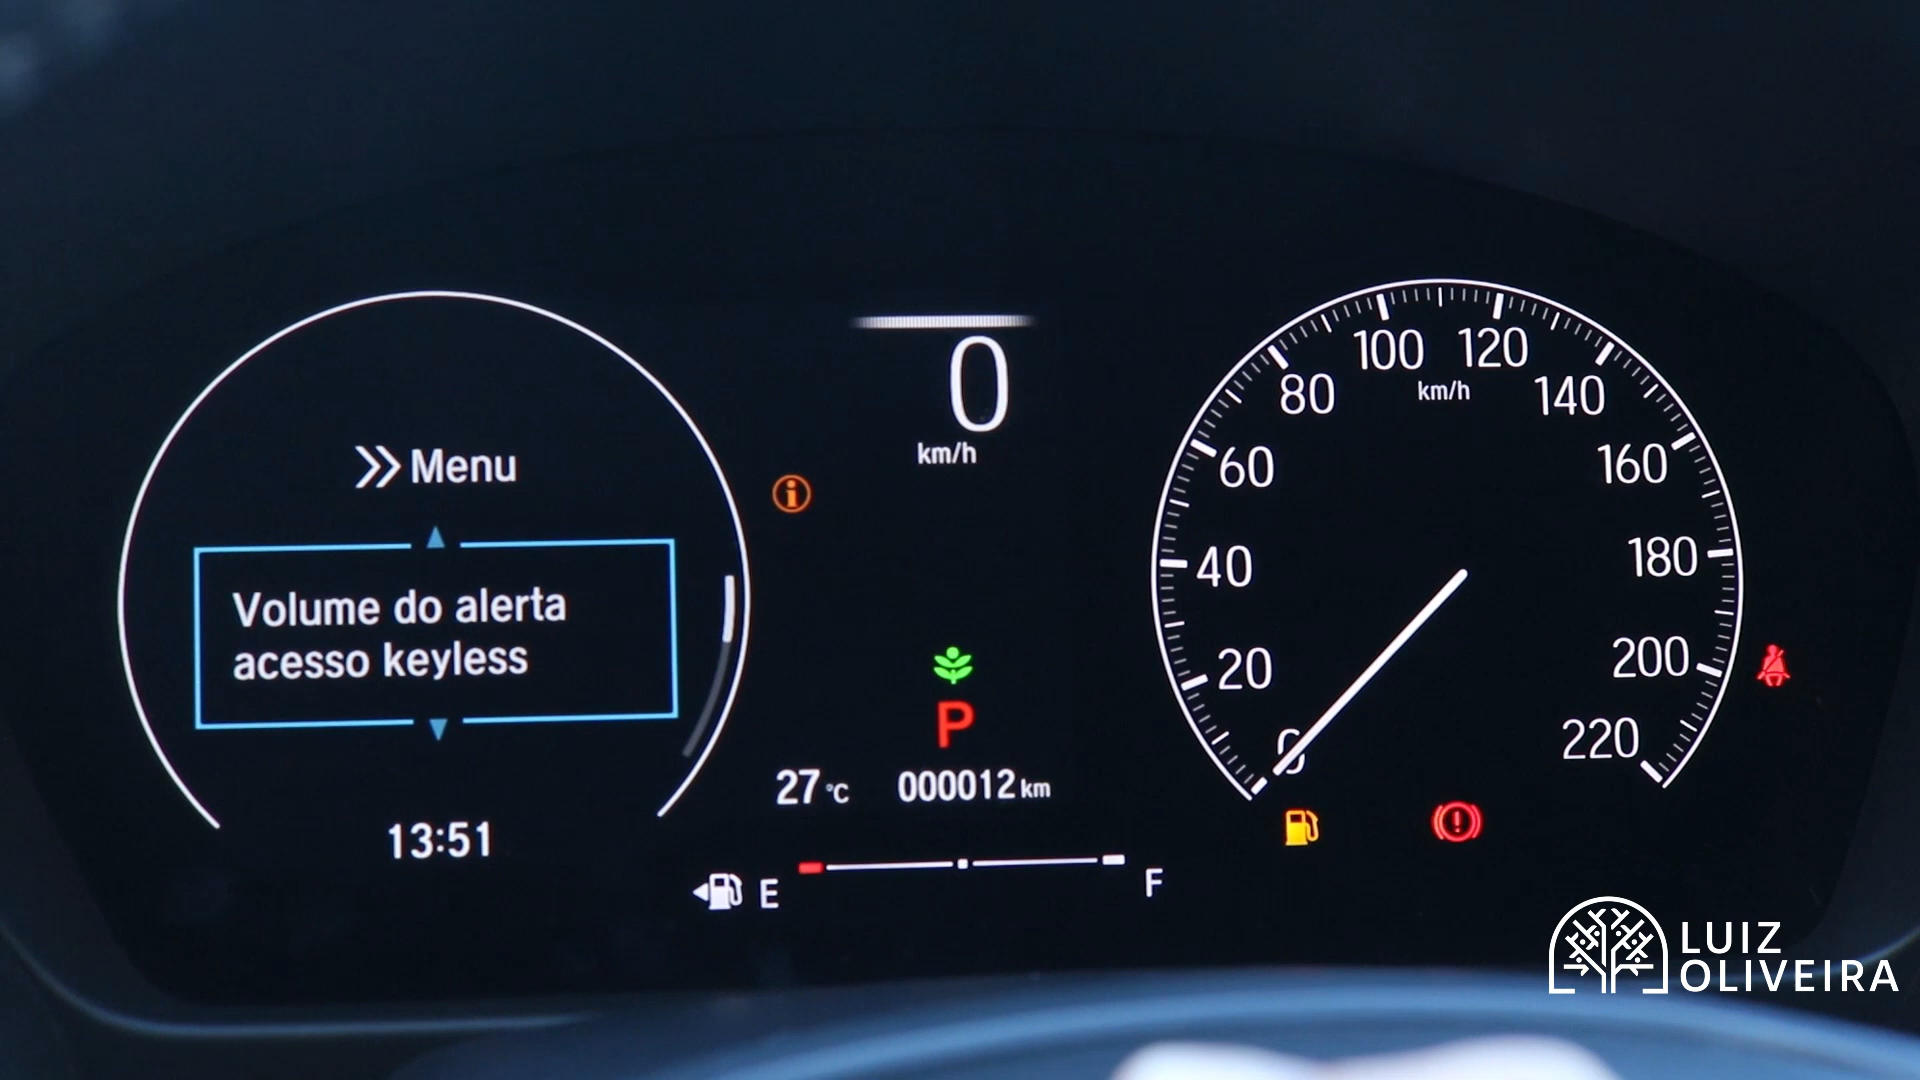 Menu
Volume do alerta
acesso keyless
13:51
0
km/h
P
27°C
000012 km
E
F
0
20
40
60
80
100
120
140
160
180
200
220
km/h
LUIZ
OLIVEIRA